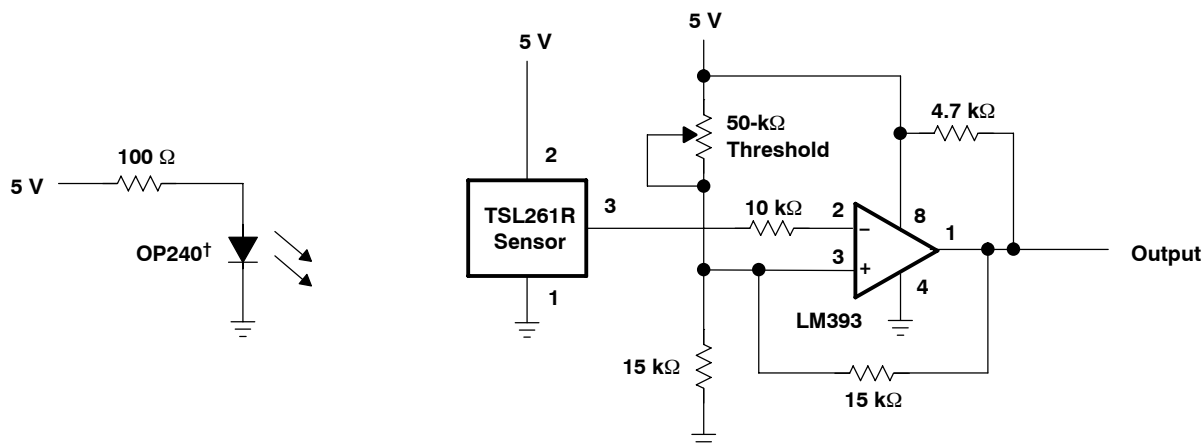 5 V
100 Ω
OP240†
5 V
2
TSL261R
Sensor
3
1
5 V
50-kΩ
Threshold
4.7 kΩ
10 kΩ
2
−
3
+
8
1
4
LM393
Output
15 kΩ
15 kΩ